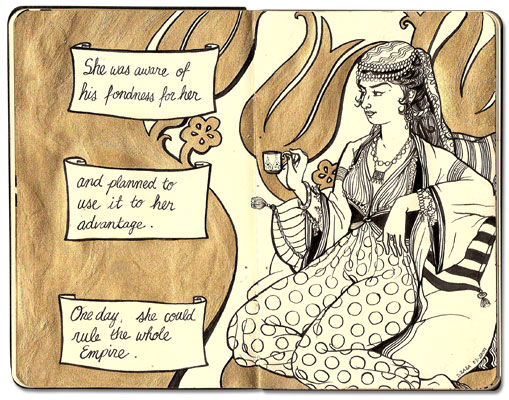 She was aware of
his fondness for her
and planned to
use it to her
advantage.
One day, she could
rule the whole
Empire.